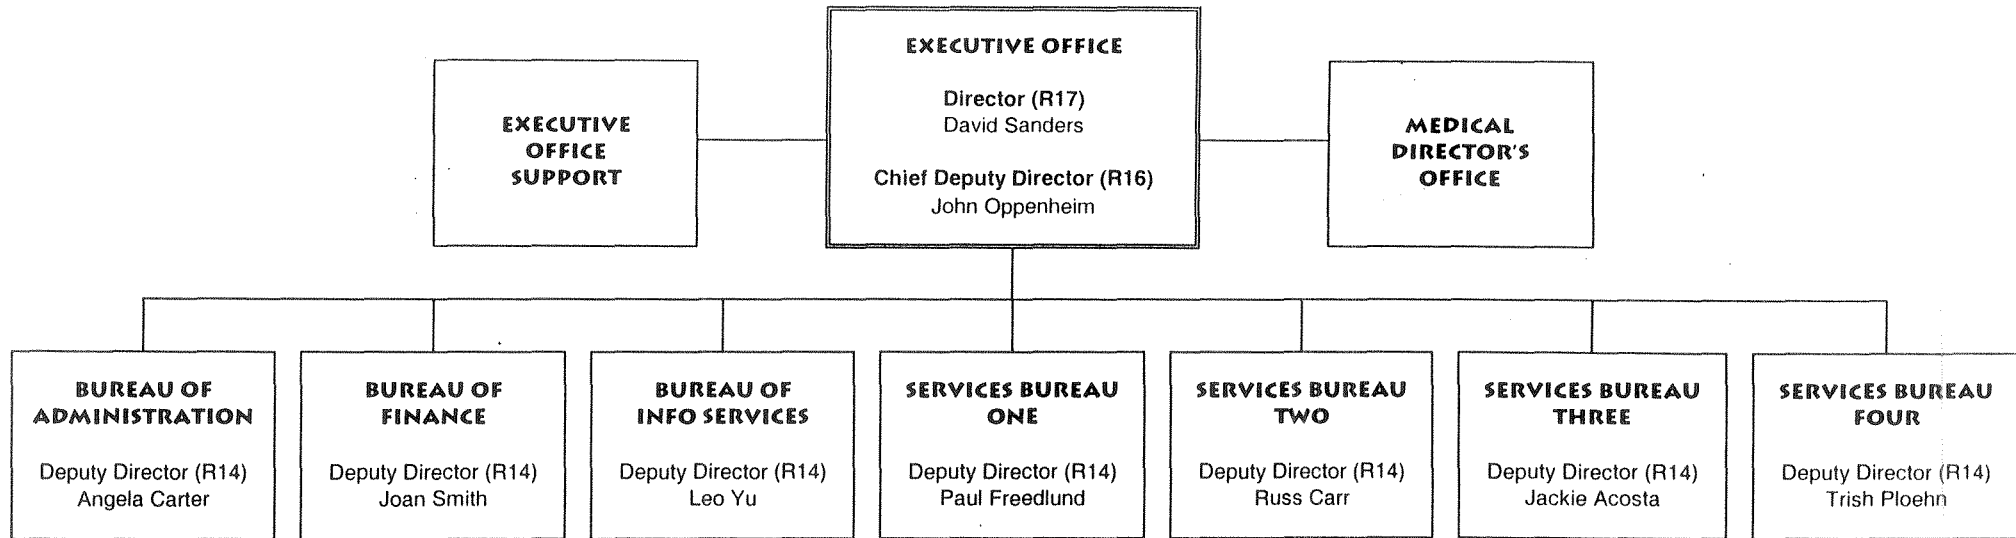 EXECUTIVE OFFICE
Director (R17)
David Sanders
Chief Deputy Director (R16)
John Oppenheim
EXECUTIVE
OFFICE
SUPPORT
MEDICAL
DIRECTOR'S
OFFICE
BUREAU OF
ADMINISTRATION
Deputy Director (R14)
Angela Carter
BUREAU OF
FINANCE
Deputy Director (R14)
Joan Smith
BUREAU OF
INFO SERVICES
Deputy Director (R14)
Leo Yu
SERVICES BUREAU
ONE
Deputy Director (R14)
Paul Freedlund
SERVICES BUREAU
TWO
Deputy Director (R14)
Russ Carr
SERVICES BUREAU
THREE
Deputy Director (R14)
Jackie Acosta
SERVICES BUREAU
FOUR
Deputy Director (R14)
Trish Ploehn